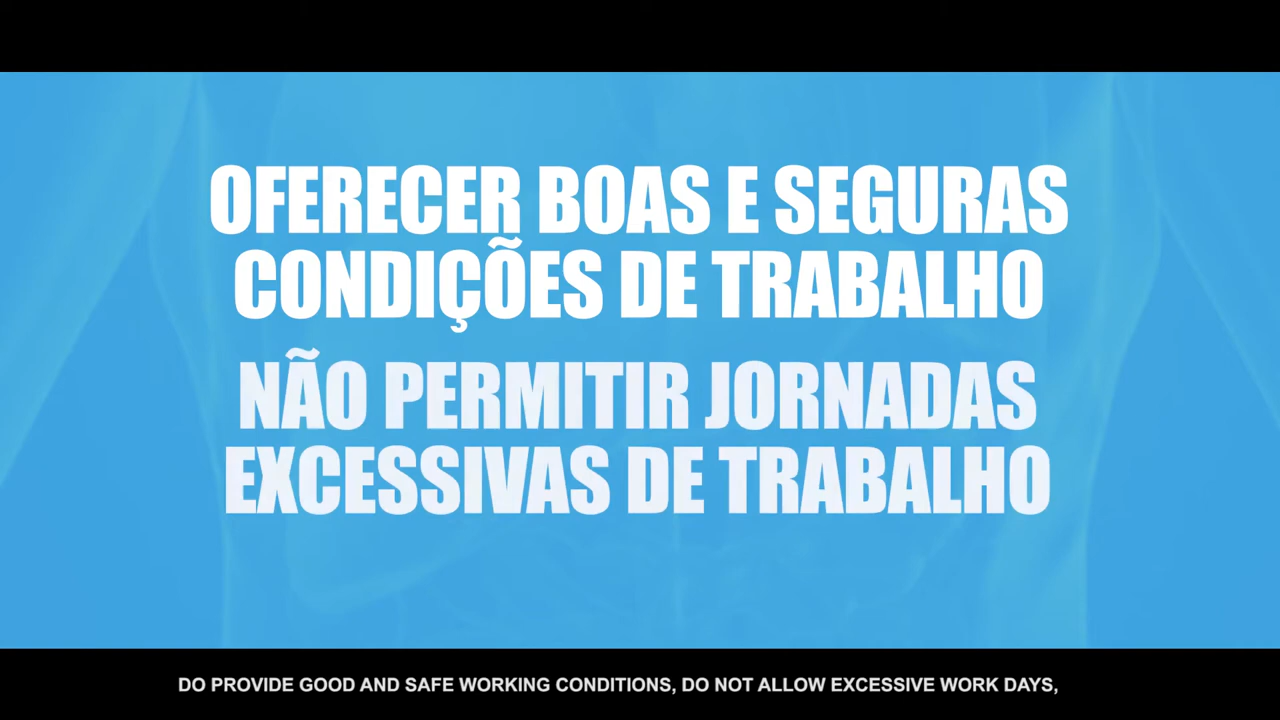 OFERECER BOAS E SEGURAS
CONDIÇÕES DE TRABALHO
NÃO PERMITIR JORNADAS
EXCESSIVAS DE TRABALHO
DO PROVIDE GOOD AND SAFE WORKING CONDITIONS, DO NOT ALLOW EXCESSIVE WORK DAYS,